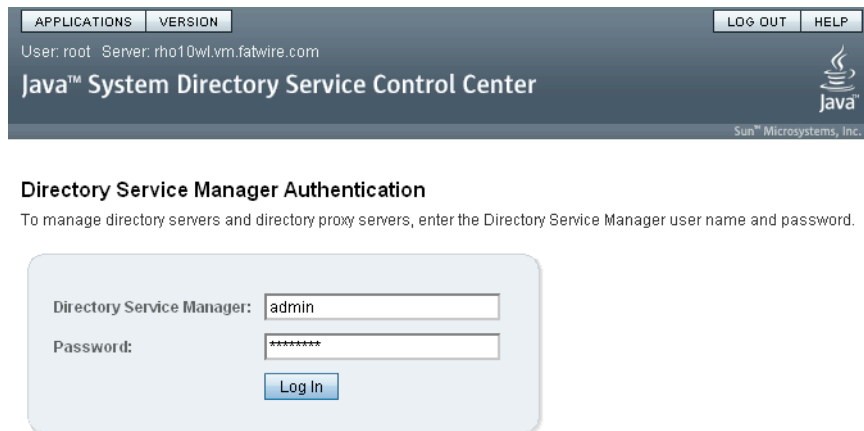 APPLICATIONS VERSION LOG OUT HELP
User: root Server: rho10wl.vm.fatwire.com
Java™ System Directory Service Control Center
Java™
Sun™ Microsystems, Inc.
Directory Service Manager Authentication
To manage directory servers and directory proxy servers, enter the Directory Service Manager user name and password.
Directory Service Manager: admin
Password: ********
Log In